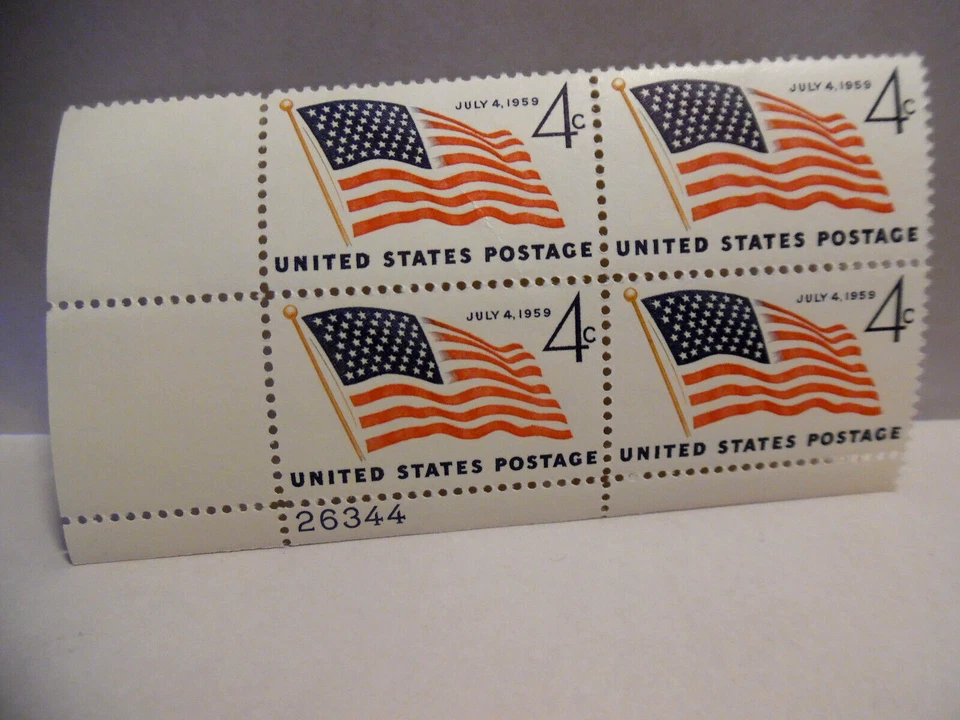 JULY 4, 1959
4c
UNITED STATES POSTAGE
JULY 4, 1959
4c
UNITED STATES POSTAGE
JULY 4, 1959
4c
UNITED STATES POSTAGE
JULY 4, 1959
4c
UNITED STATES POSTAGE
26344